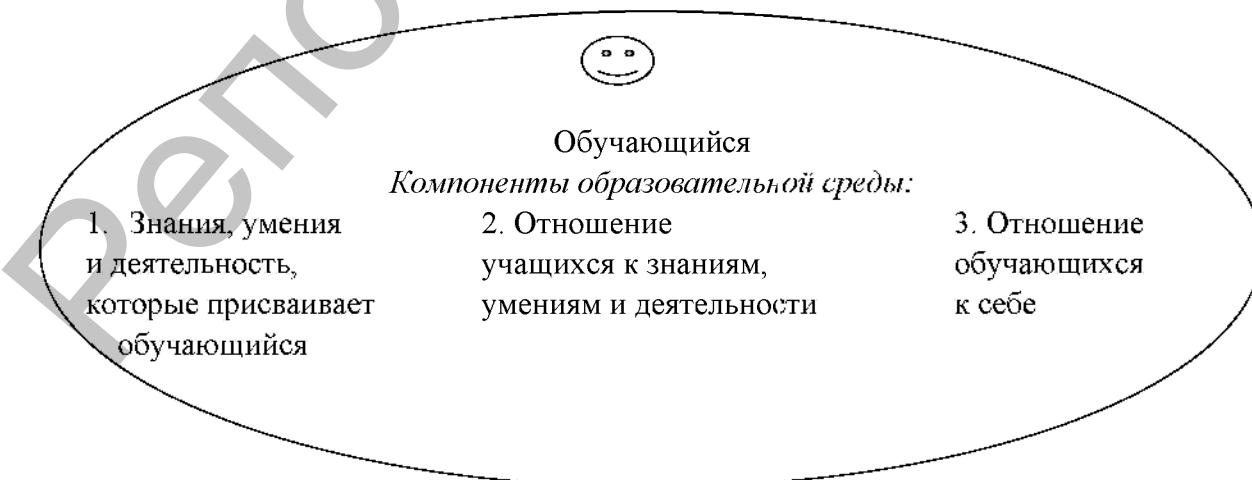 Репо
Обучающийся
Компоненты образовательной среды:
1. Знания, умения
и деятельность,
которые присваивает
обучающийся
2. Отношение
учащихся к знаниям,
умениям и деятельности
3. Отношение
обучающихся
к себе